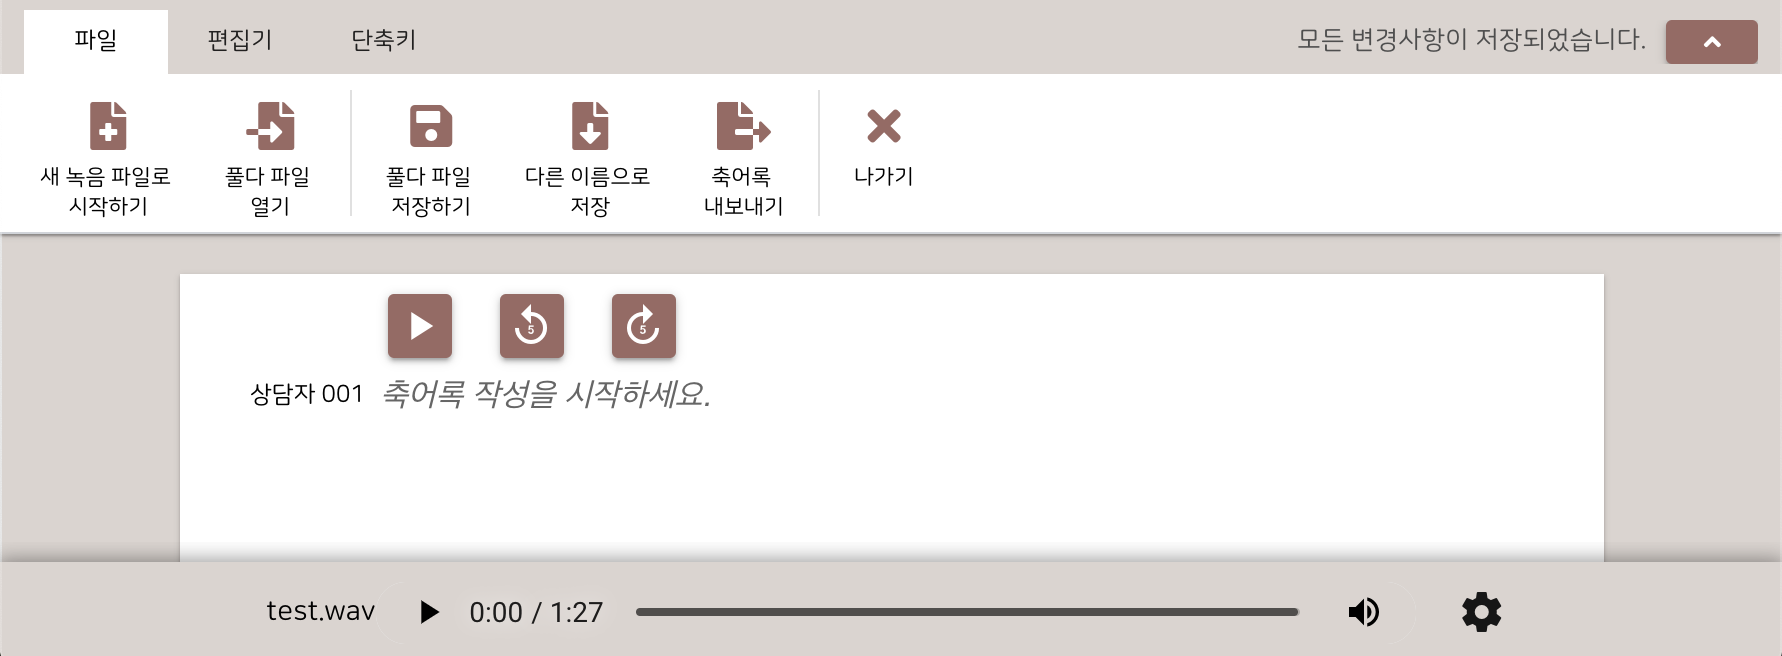 파일 편집기 단축키 모든 변경사항이 저장되었습니다.
새 녹음 파일로
시작하기
풀다 파일
열기
풀다 파일
저장하기
다른 이름으로
저장
축어록
내보내기
나가기
5 5
상담자 001 축어록 작성을 시작하세요.
test.wav 0:00 / 1:27